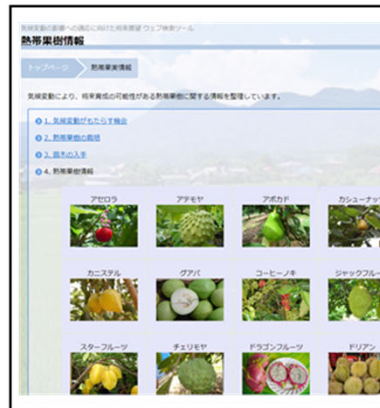 気候変動の影響への適応に向けた将来展望 ウェブ検索ツール
熱帯果樹情報
トップページ 熱帯果実情報
気候変動により、将来育成の可能性がある熱帯果樹に関する情報を整理しています。
1. 気候変動がもたらす機会
2. 熱帯果樹の栽培
3. 苗木の入手
4. 熱帯果樹情報
アセロラ アテモヤ アボカド カシューナッツ
カニステル グアバ コーヒーノキ ジャックフルー
スターフルーツ チェリモヤ ドラゴンフルーツ ドリアン